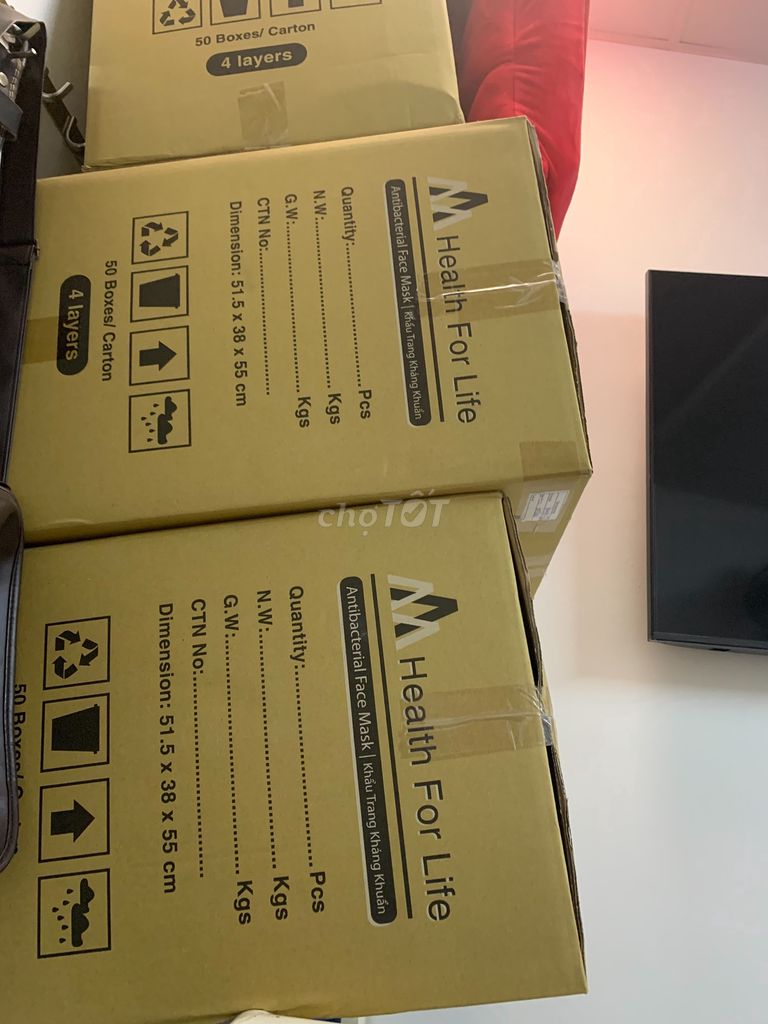 50 Boxes/ Carton
4 layers
Health For Life
Antibacterial Face Mask | Khẩu Trang Kháng Khuẩn
Quantity:........................Pcs
N.W:........................Kgs
G.W:........................Kgs
CTN No:........................
Dimension: 51.5 x 38 x 55 cm
50 Boxes/ Carton
4 layers
chợTỐT
Health For Life
Antibacterial Face Mask | Khẩu Trang Kháng Khuẩn
Quantity:........................Pcs
N.W:........................Kgs
G.W:........................Kgs
CTN No:........................
Dimension: 51.5 x 38 x 55 cm
50 Boxes/